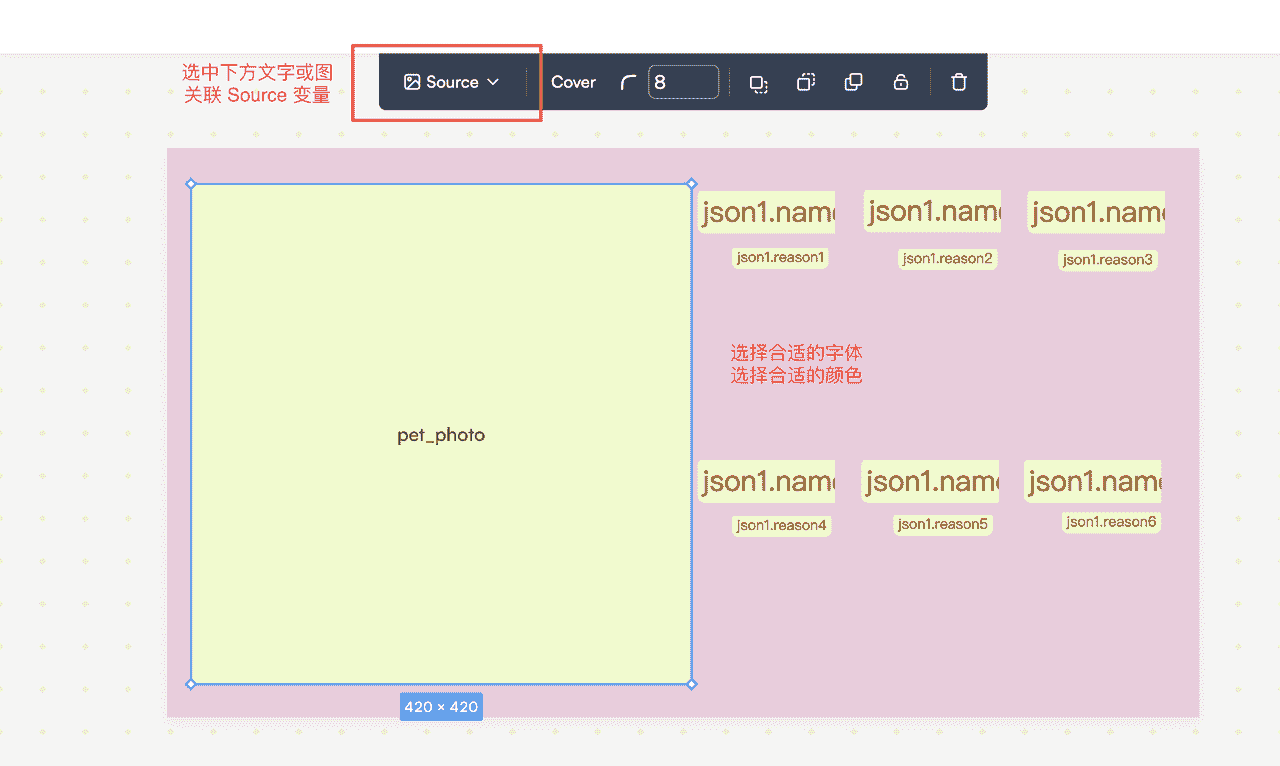 选中下方文字或图
关联 Source 变量
Source
Cover
8
json1.name
json1.name
json1.name
json1.reason1
json1.reason2
json1.reason3
选择合适的字体
选择合适的颜色
pet_photo
json1.name
json1.name
json1.name
json1.reason4
json1.reason5
json1.reason6
420 × 420